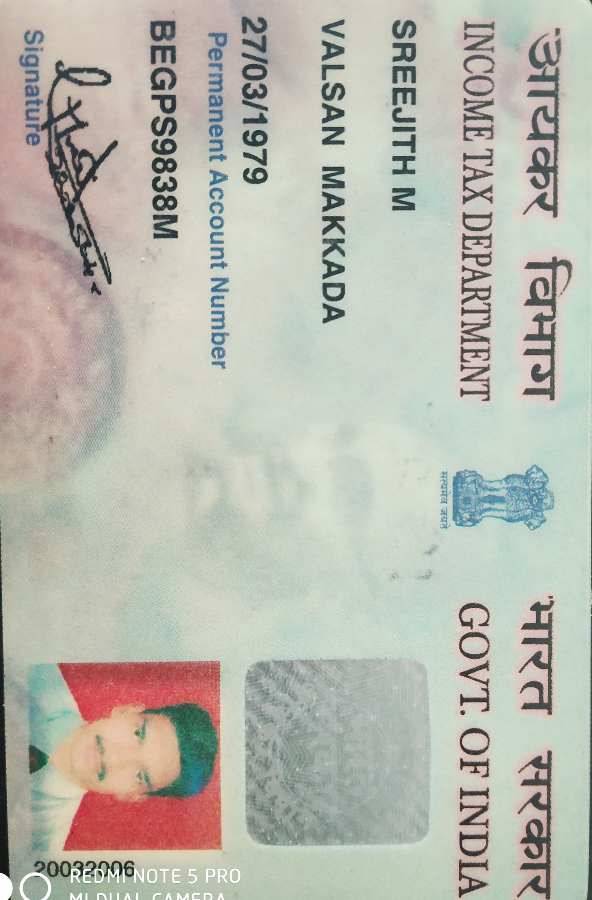 आयकर विभाग
INCOME TAX DEPARTMENT
भारत सरकार
GOVT. OF INDIA
सत्यमेव जयते
SREEJITH M
VALSAN MAKKADA
27/03/1979
Permanent Account Number
BEGPS9838M
Signature
20032006
REDMI NOTE 5 PRO
MI DUAL CAMERA